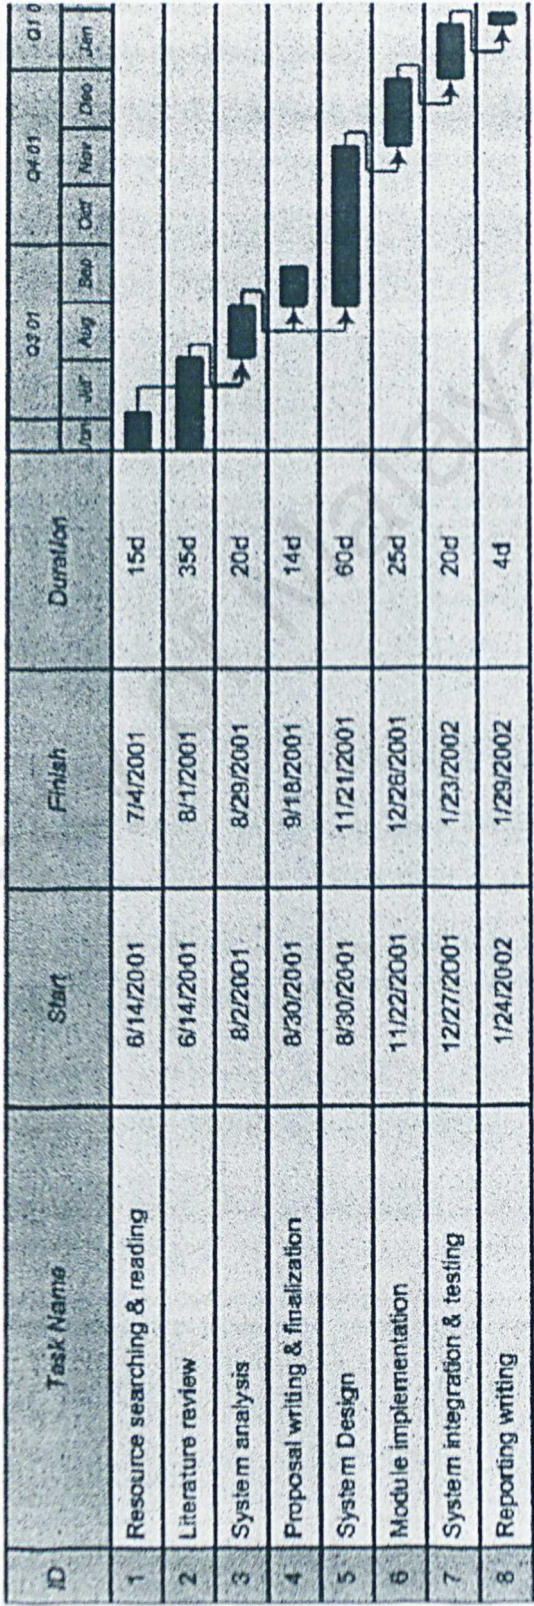 ID Task Name Start Finish Duration Q3 01 Q4 01 Q1 0
Jun Jul Aug Sep Oct Nov Dec Jan
1 Resource searching & reading 6/14/2001 7/4/2001 15d
2 Literature review 6/14/2001 8/1/2001 35d
3 System analysis 8/2/2001 8/29/2001 20d
4 Proposal writing & finalization 8/30/2001 9/18/2001 14d
5 System Design 8/30/2001 11/21/2001 60d
6 Module implementation 11/22/2001 12/26/2001 25d
7 System integration & testing 12/27/2001 1/23/2002 20d
8 Reporting writing 1/24/2002 1/29/2002 4d
of Malay